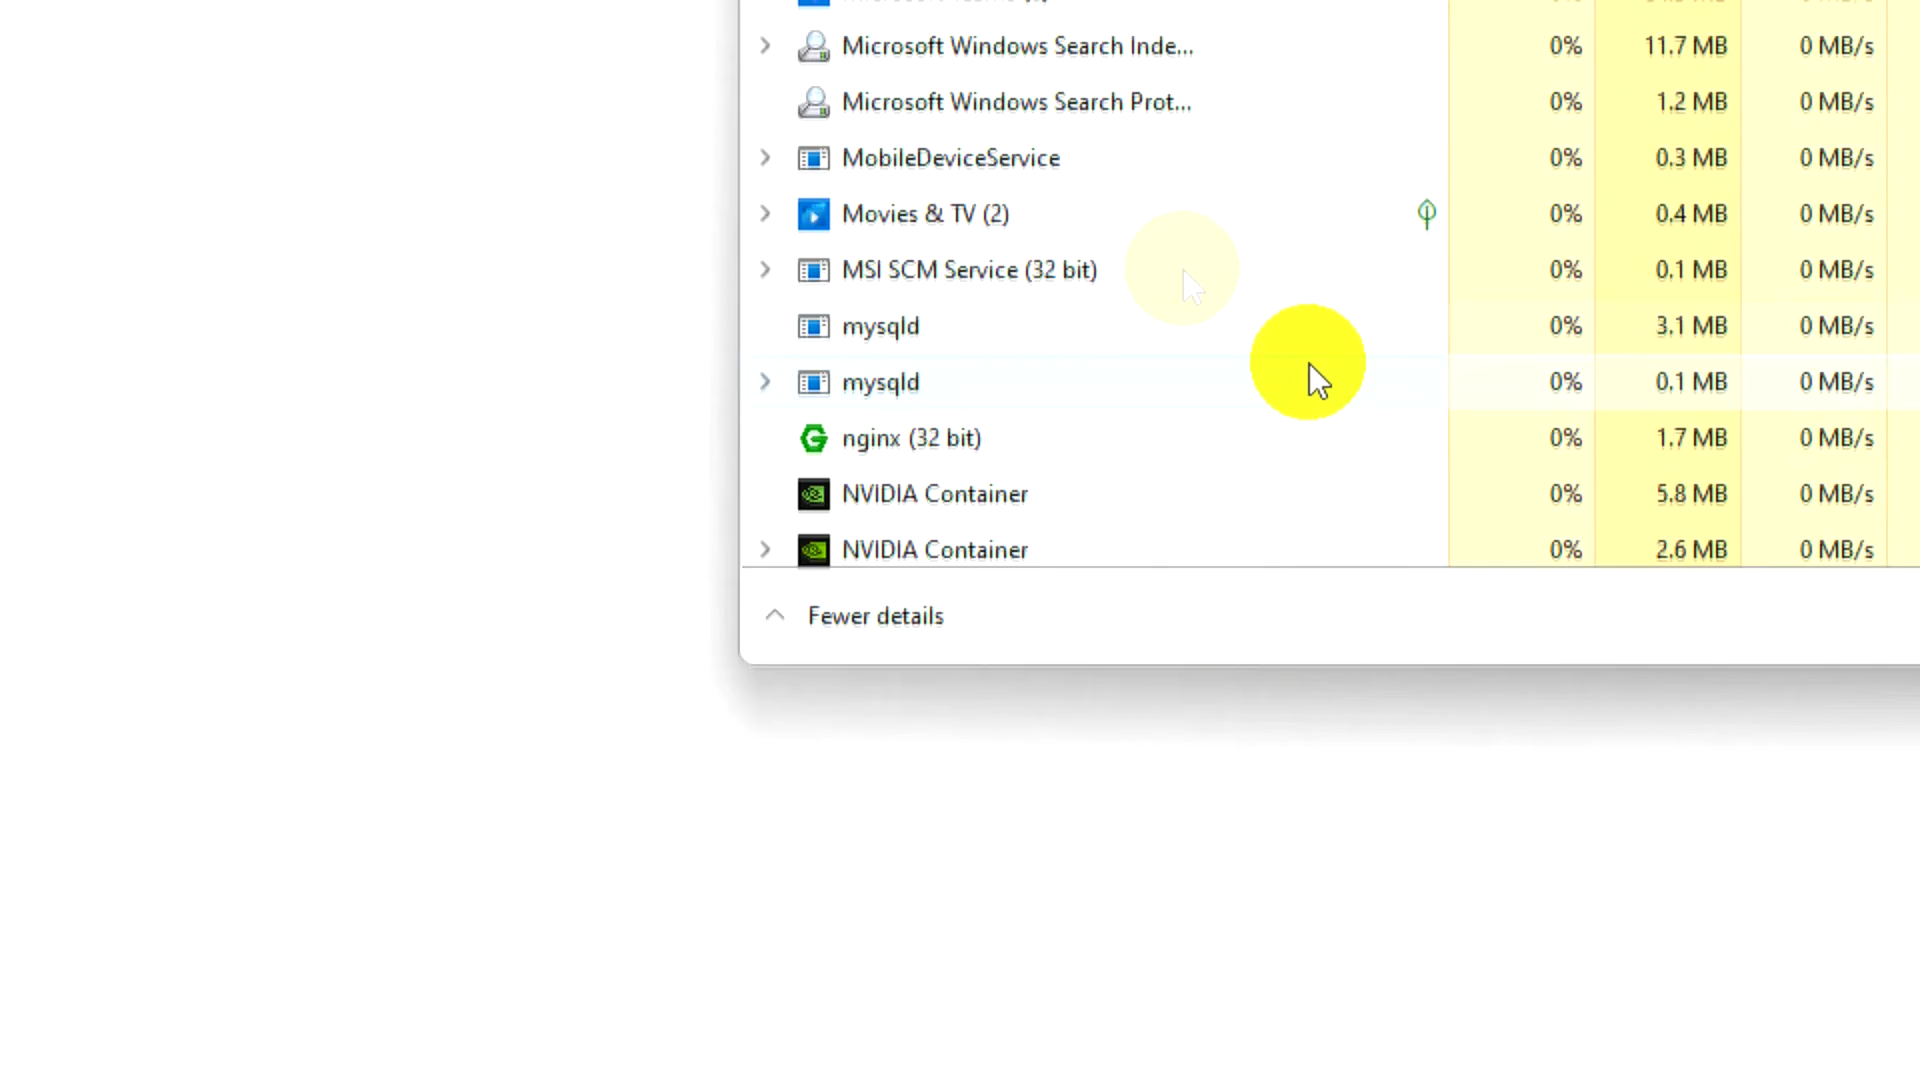 Microsoft Windows Search Inde... 0% 11.7 MB 0 MB/s
Microsoft Windows Search Prot... 0% 1.2 MB 0 MB/s
MobileDeviceService 0% 0.3 MB 0 MB/s
Movies & TV (2) 0% 0.4 MB 0 MB/s
MSI SCM Service (32 bit) 0% 0.1 MB 0 MB/s
mysqld 0% 3.1 MB 0 MB/s
mysqld 0% 0.1 MB 0 MB/s
nginx (32 bit) 0% 1.7 MB 0 MB/s
NVIDIA Container 0% 5.8 MB 0 MB/s
NVIDIA Container 0% 2.6 MB 0 MB/s
Fewer details